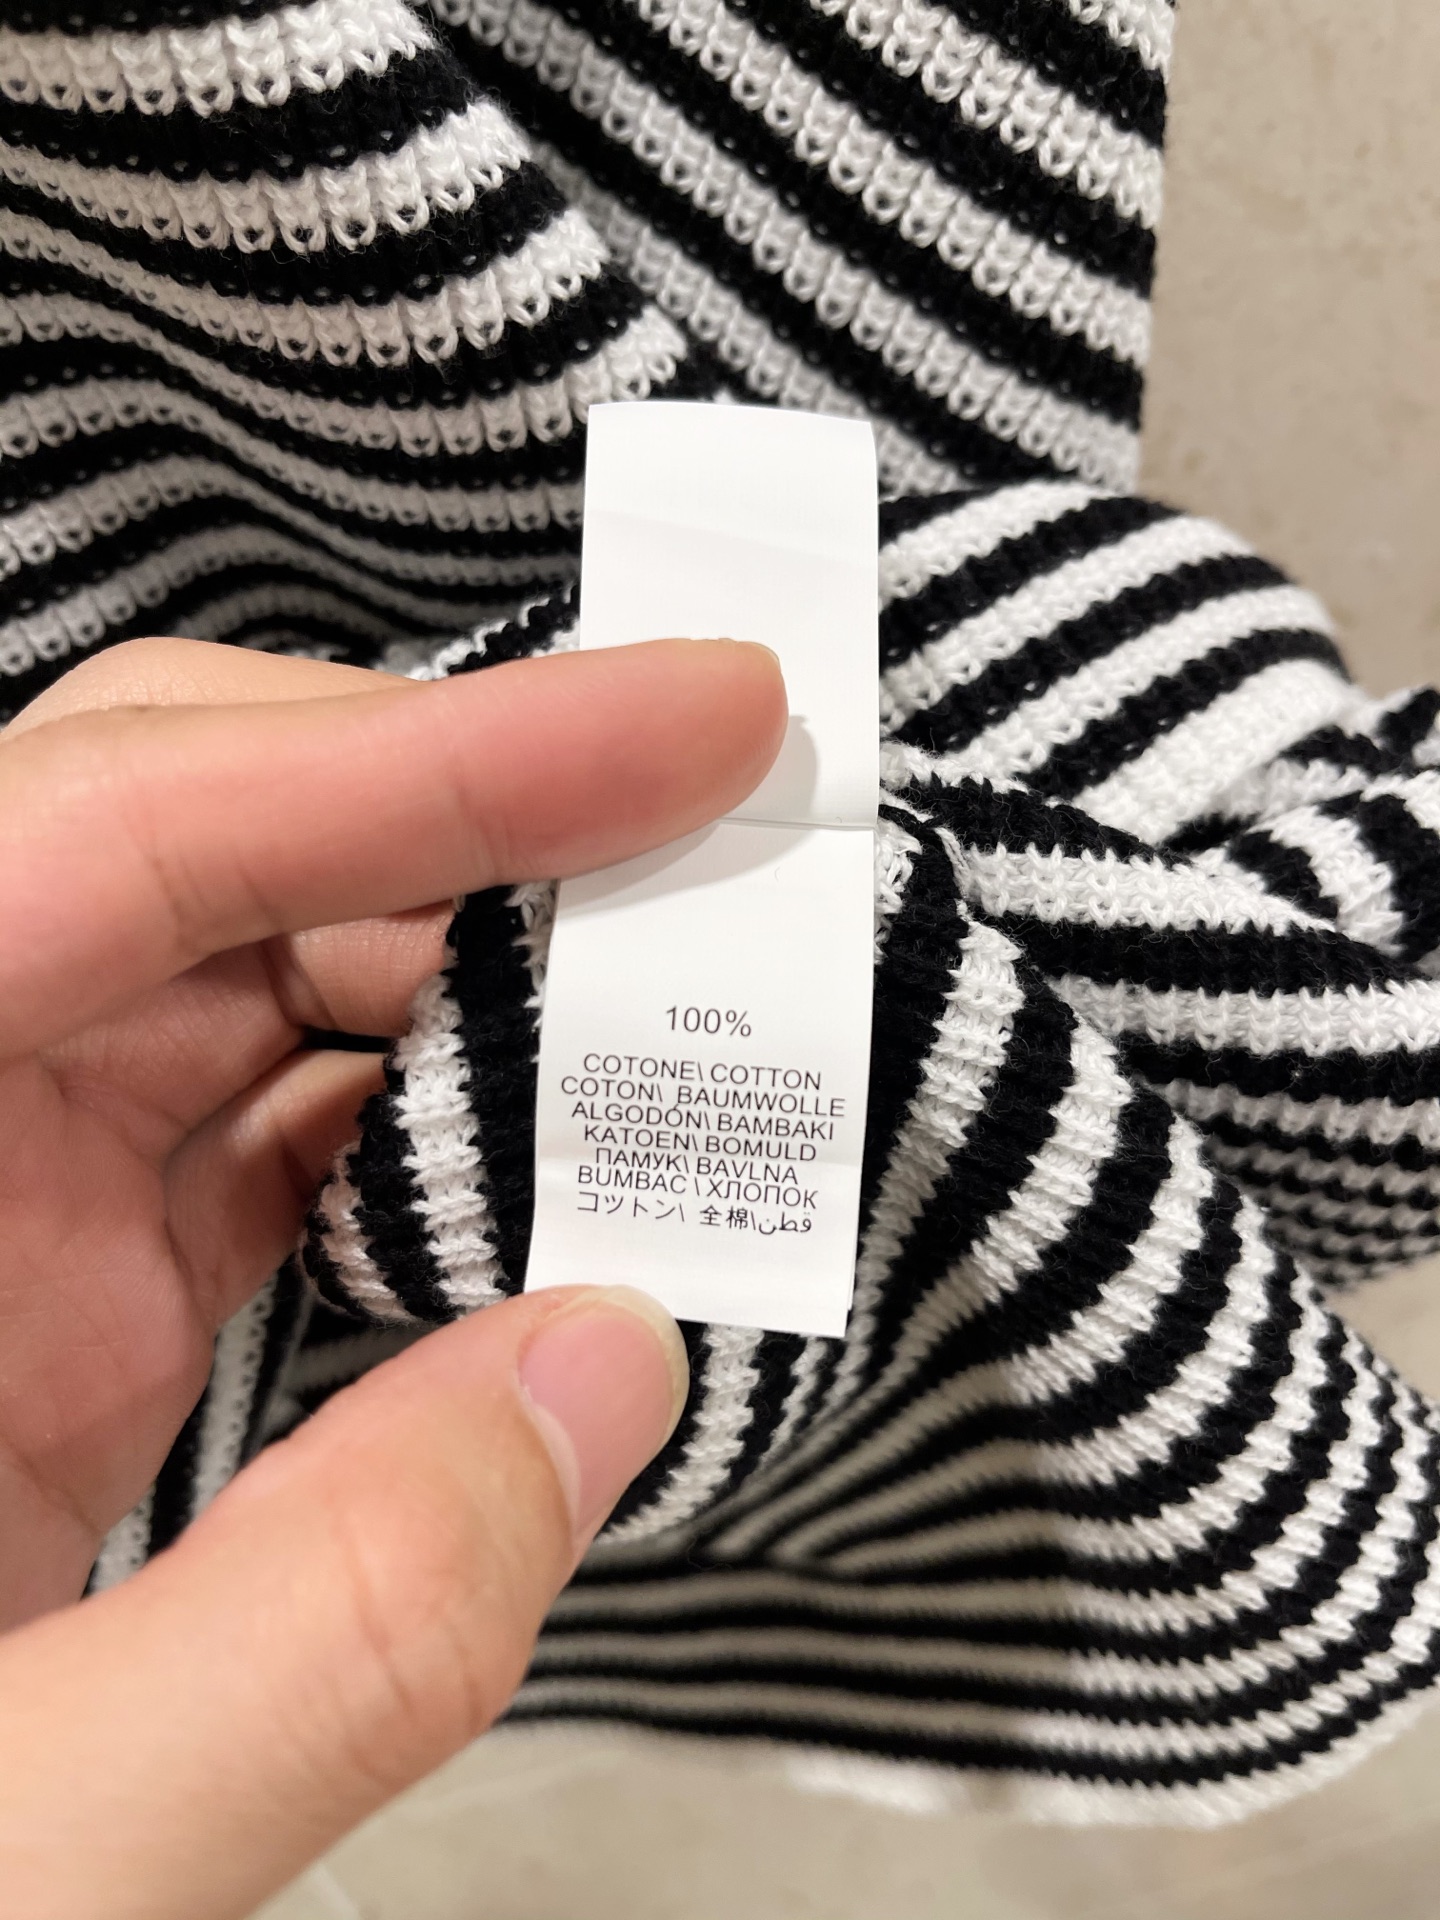 100%
COTONE\ COTTON
COTON\ BAUMWOLLE
ALGODÓN\ BAMBAKI
KATOEN\ BOMULD
ПАМУК\ BAVLNA
BUMBAC \ ХЛОПОК
コットン\ 全棉\قطن